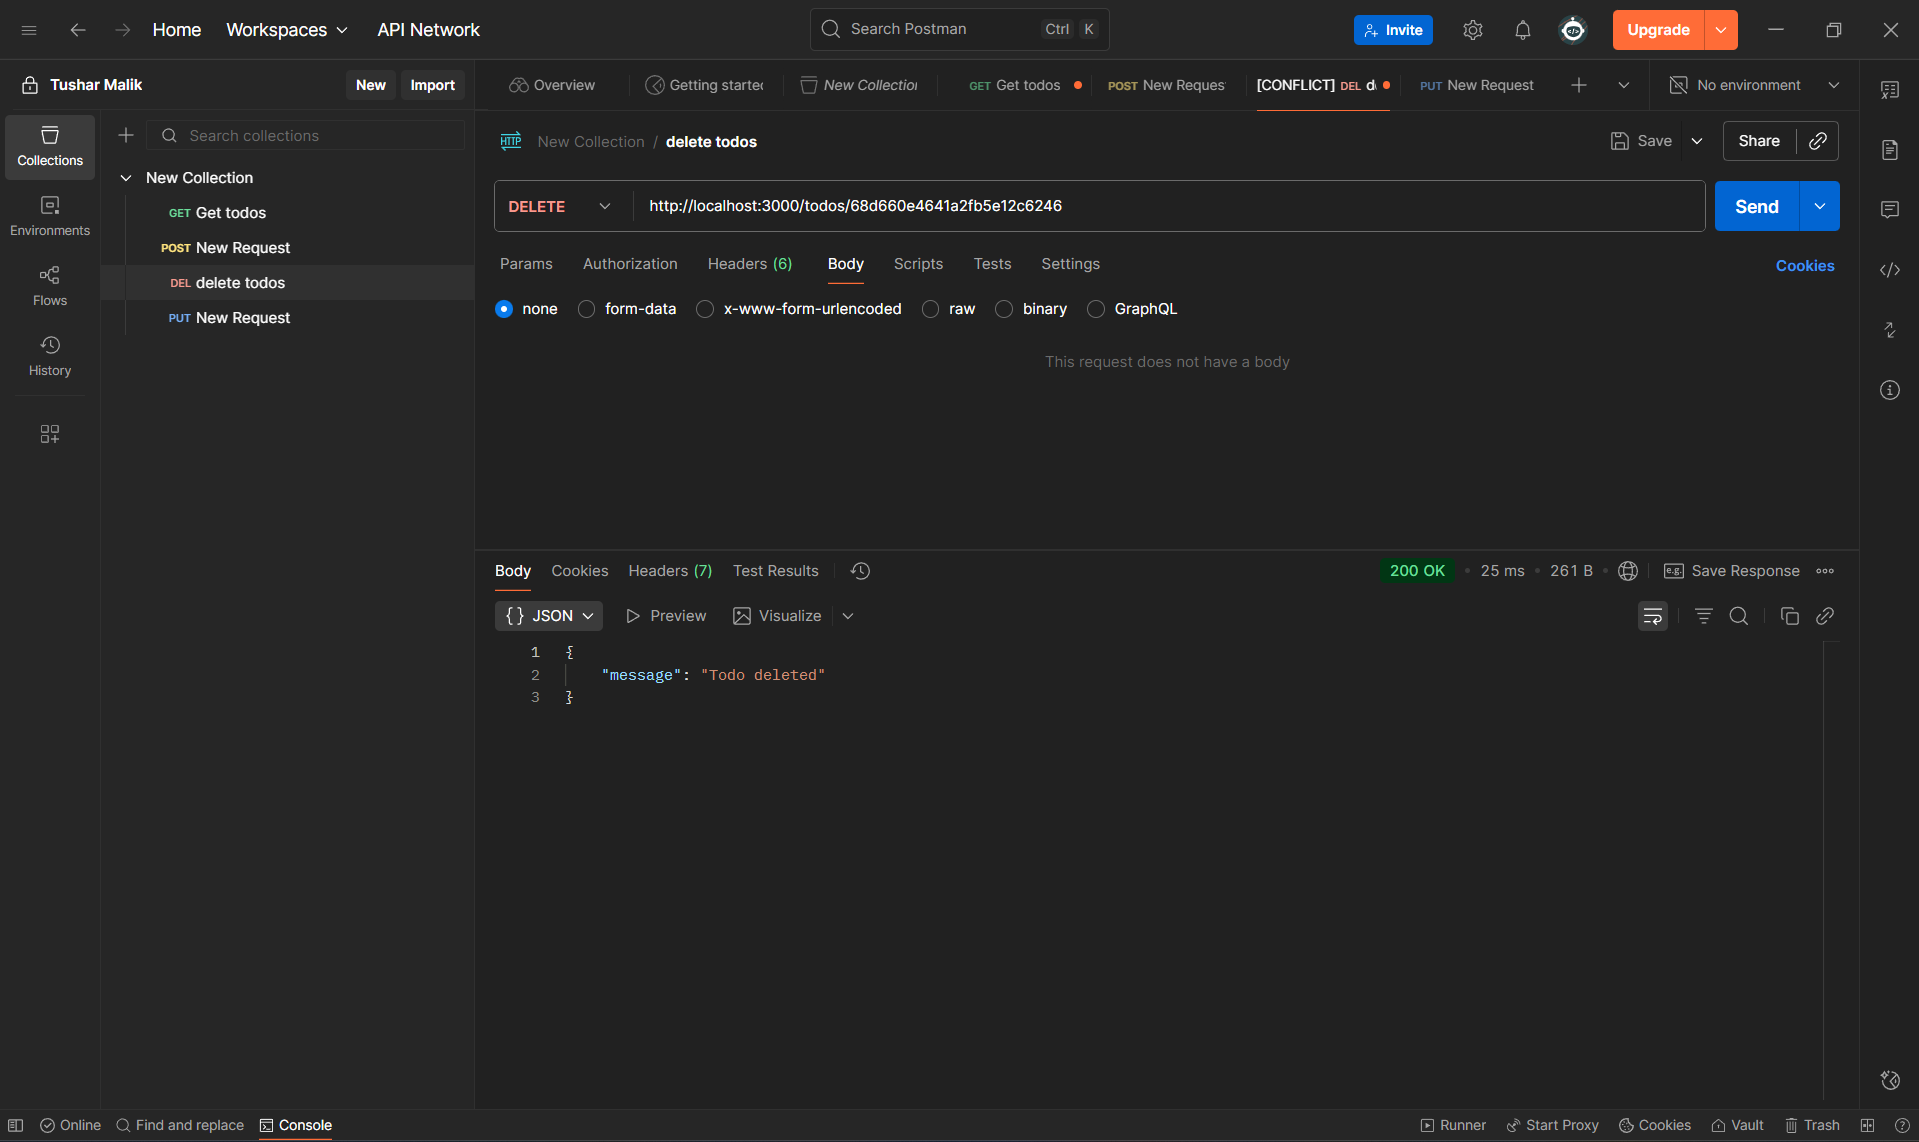 Home Workspaces API Network Search Postman Ctrl K Invite Upgrade
Tushar Malik New Import Overview Getting starte New Collectio GET Get todos POST New Reques [CONFLICT] DEL d PUT New Request No environment
Search collections
Collections
New Collection
GET Get todos
POST New Request
DEL delete todos
PUT New Request
Environments
Flows
History
HTTP New Collection / delete todos Save Share
DELETE http://localhost:3000/todos/68d660e4641a2fb5e12c6246 Send
Params Authorization Headers (6) Body Scripts Tests Settings Cookies
none form-data x-www-form-urlencoded raw binary GraphQL
This request does not have a body
Body Cookies Headers (7) Test Results 200 OK • 25 ms • 261 B • e.g. Save Response
{} JSON Preview Visualize
1 {
2 "message": "Todo deleted"
3 }
Online Find and replace Console Runner Start Proxy Cookies Vault Trash